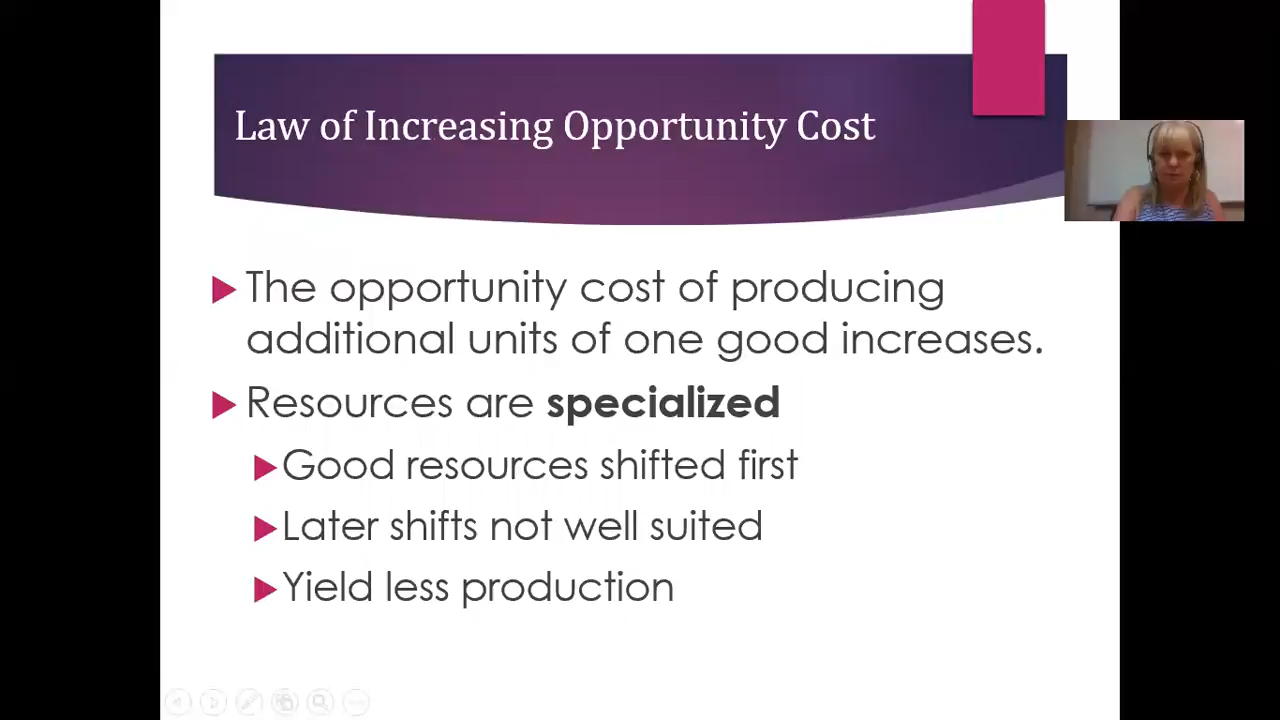 Law of Increasing Opportunity Cost
The opportunity cost of producing
additional units of one good increases.
Resources are specialized
Good resources shifted first
Later shifts not well suited
Yield less production